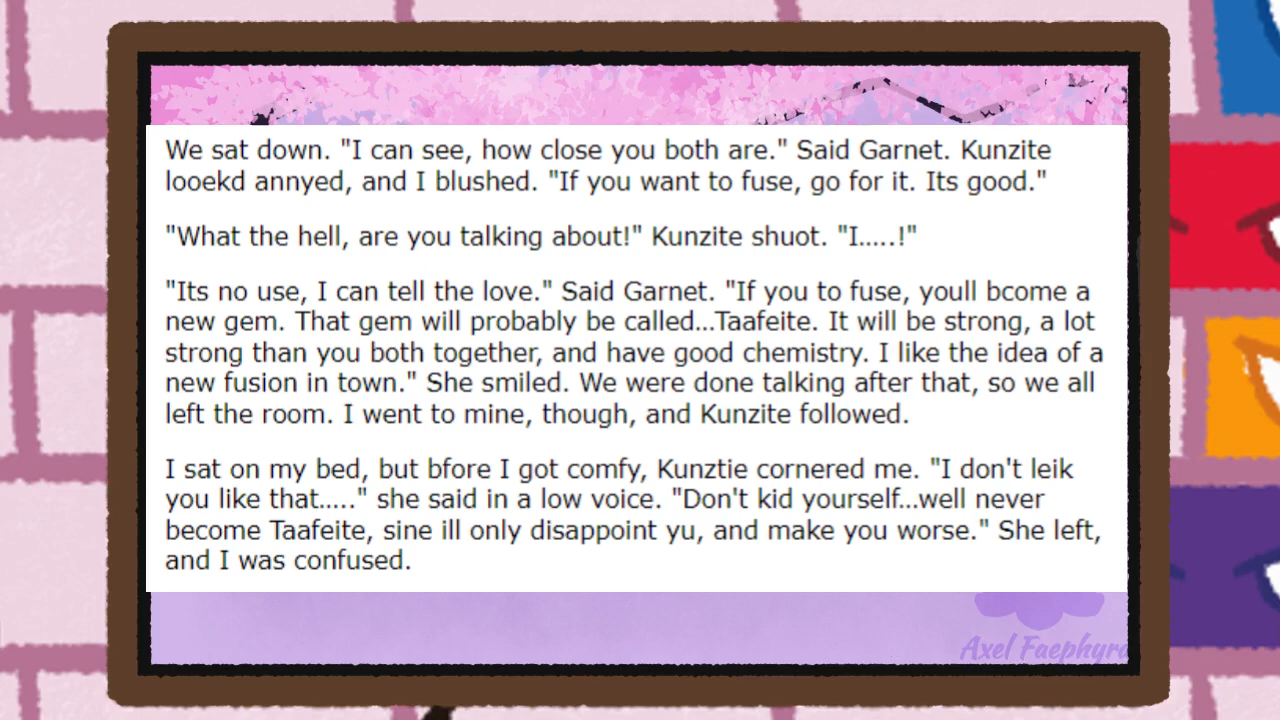 We sat down. "I can see, how close you both are." Said Garnet. Kunzite
looekd annyed, and I blushed. "If you want to fuse, go for it. Its good."
"What the hell, are you talking about!" Kunzite shuot. "I.....!"
"Its no use, I can tell the love." Said Garnet. "If you to fuse, youll bcome a
new gem. That gem will probably be called...Taafeite. It will be strong, a lot
strong than you both together, and have good chemistry. I like the idea of a
new fusion in town." She smiled. We were done talking after that, so we all
left the room. I went to mine, though, and Kunzite followed.
I sat on my bed, but bfore I got comfy, Kunztie cornered me. "I don't leik
you like that....." she said in a low voice. "Don't kid yourself...well never
become Taafeite, sine ill only disappoint yu, and make you worse." She left,
and I was confused.
Axel Faephyra